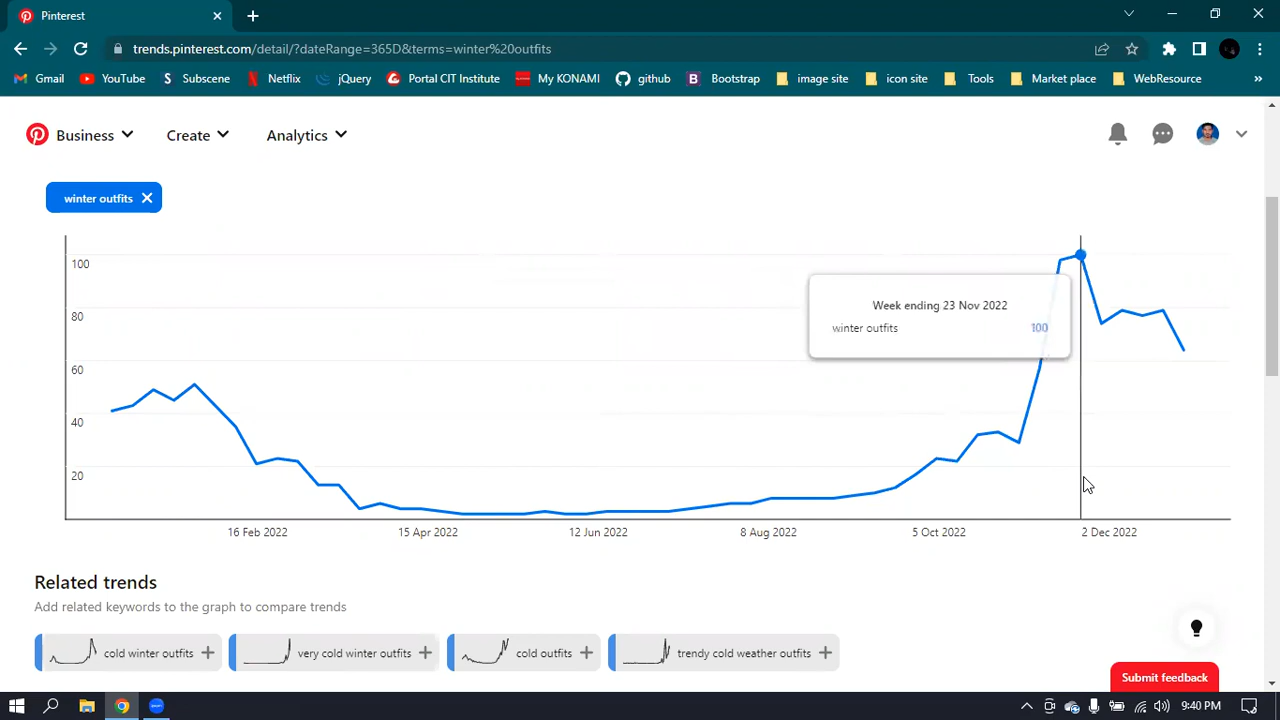 Pinterest
trends.pinterest.com/detail/?dateRange=365D&terms=winter%20outfits
Gmail YouTube Subscene Netflix jQuery Portal CIT Institute My KONAMI github Bootstrap image site icon site Tools Market place WebResource
Business Create Analytics
winter outfits
100
80
60
40
20
Week ending 23 Nov 2022
winter outfits 100
16 Feb 2022 15 Apr 2022 12 Jun 2022 8 Aug 2022 5 Oct 2022 2 Dec 2022
Related trends
Add related keywords to the graph to compare trends
cold winter outfits + very cold winter outfits + cold outfits + trendy cold weather outfits +
Submit feedback
9:40 PM